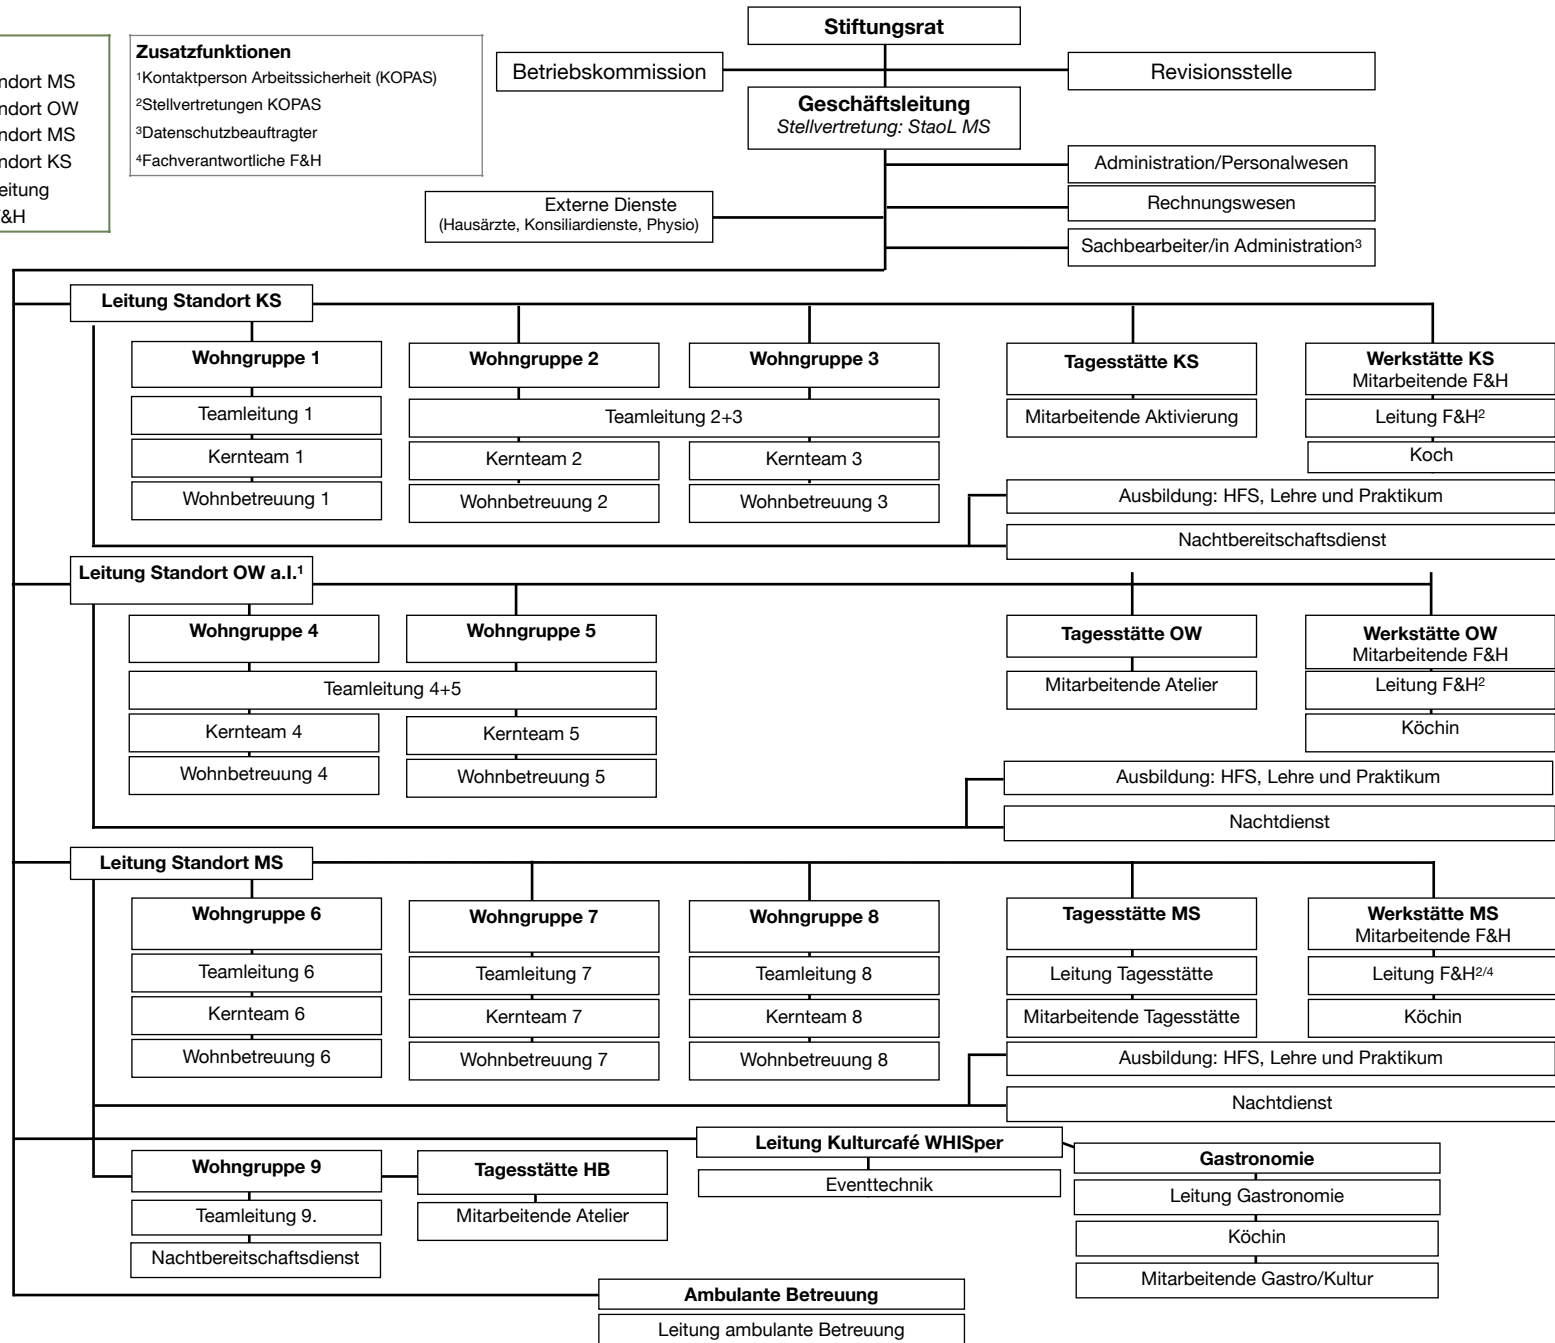 Stiftungsrat
ndort MS
ndort OW
ndort MS
ndort KS
eitung
&H
Zusatzfunktionen
¹Kontaktperson Arbeitssicherheit (KOPAS)
²Stellvertretungen KOPAS
³Datenschutzbeauftragter
⁴Fachverantwortliche F&H
Betriebskommission
Revisionsstelle
Geschäftsleitung
Stellvertretung: StaoL MS
Administration/Personalwesen
Rechnungswesen
Sachbearbeiter/in Administration³
Externe Dienste
(Hausärzte, Konsiliardienste, Physio)
Leitung Standort KS
Wohngruppe 1
Teamleitung 1
Kernteam 1
Wohnbetreuung 1
Wohngruppe 2
Wohngruppe 3
Teamleitung 2+3
Kernteam 2
Kernteam 3
Wohnbetreuung 2
Wohnbetreuung 3
Tagesstätte KS
Mitarbeitende Aktivierung
Werkstätte KS
Mitarbeitende F&H
Leitung F&H²
Koch
Ausbildung: HFS, Lehre und Praktikum
Nachtbereitschaftsdienst
Leitung Standort OW a.I.¹
Wohngruppe 4
Wohngruppe 5
Teamleitung 4+5
Kernteam 4
Kernteam 5
Wohnbetreuung 4
Wohnbetreuung 5
Tagesstätte OW
Mitarbeitende Atelier
Werkstätte OW
Mitarbeitende F&H
Leitung F&H²
Köchin
Ausbildung: HFS, Lehre und Praktikum
Nachtdienst
Leitung Standort MS
Wohngruppe 6
Teamleitung 6
Kernteam 6
Wohnbetreuung 6
Wohngruppe 7
Teamleitung 7
Kernteam 7
Wohnbetreuung 7
Wohngruppe 8
Teamleitung 8
Kernteam 8
Wohnbetreuung 8
Tagesstätte MS
Leitung Tagesstätte
Mitarbeitende Tagesstätte
Werkstätte MS
Mitarbeitende F&H
Leitung F&H²/⁴
Köchin
Ausbildung: HFS, Lehre und Praktikum
Nachtdienst
Leitung Kulturcafé WHISper
Eventtechnik
Wohngruppe 9
Teamleitung 9.
Nachtbereitschaftsdienst
Tagesstätte HB
Mitarbeitende Atelier
Gastronomie
Leitung Gastronomie
Köchin
Mitarbeitende Gastro/Kultur
Ambulante Betreuung
Leitung ambulante Betreuung